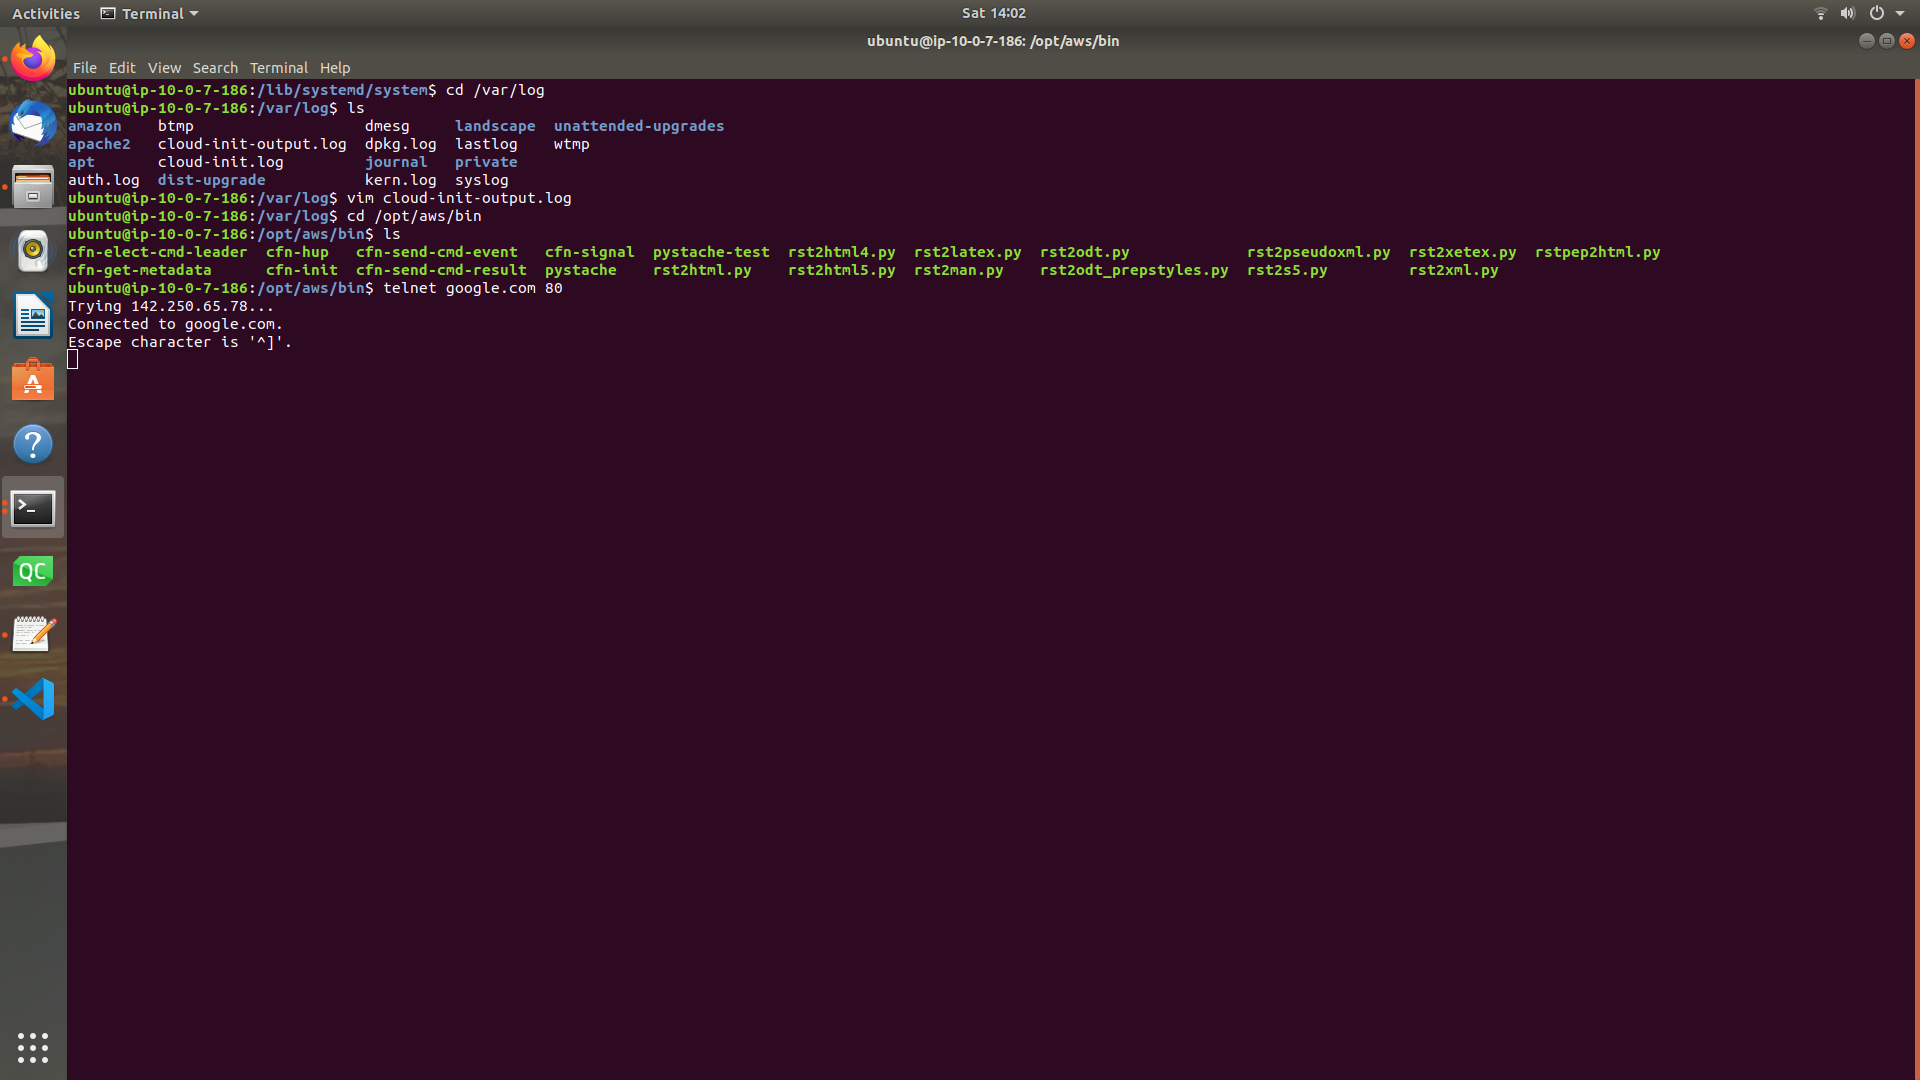 Activities Terminal Sat 14:02
ubuntu@ip-10-0-7-186: /opt/aws/bin
File Edit View Search Terminal Help
ubuntu@ip-10-0-7-186:/lib/systemd/system$ cd /var/log
ubuntu@ip-10-0-7-186:/var/log$ ls
amazon btmp dmesg landscape unattended-upgrades
apache2 cloud-init-output.log dpkg.log lastlog wtmp
apt cloud-init.log journal private
auth.log dist-upgrade kern.log syslog
ubuntu@ip-10-0-7-186:/var/log$ vim cloud-init-output.log
ubuntu@ip-10-0-7-186:/var/log$ cd /opt/aws/bin
ubuntu@ip-10-0-7-186:/opt/aws/bin$ ls
cfn-elect-cmd-leader cfn-hup cfn-send-cmd-event cfn-signal pystache-test rst2html4.py rst2latex.py rst2odt.py rst2pseudoxml.py rst2xetex.py rstpep2html.py
cfn-get-metadata cfn-init cfn-send-cmd-result pystache rst2html.py rst2html5.py rst2man.py rst2odt_prepstyles.py rst2s5.py rst2xml.py
ubuntu@ip-10-0-7-186:/opt/aws/bin$ telnet google.com 80
Trying 142.250.65.78...
Connected to google.com.
Escape character is '^]'.
QC